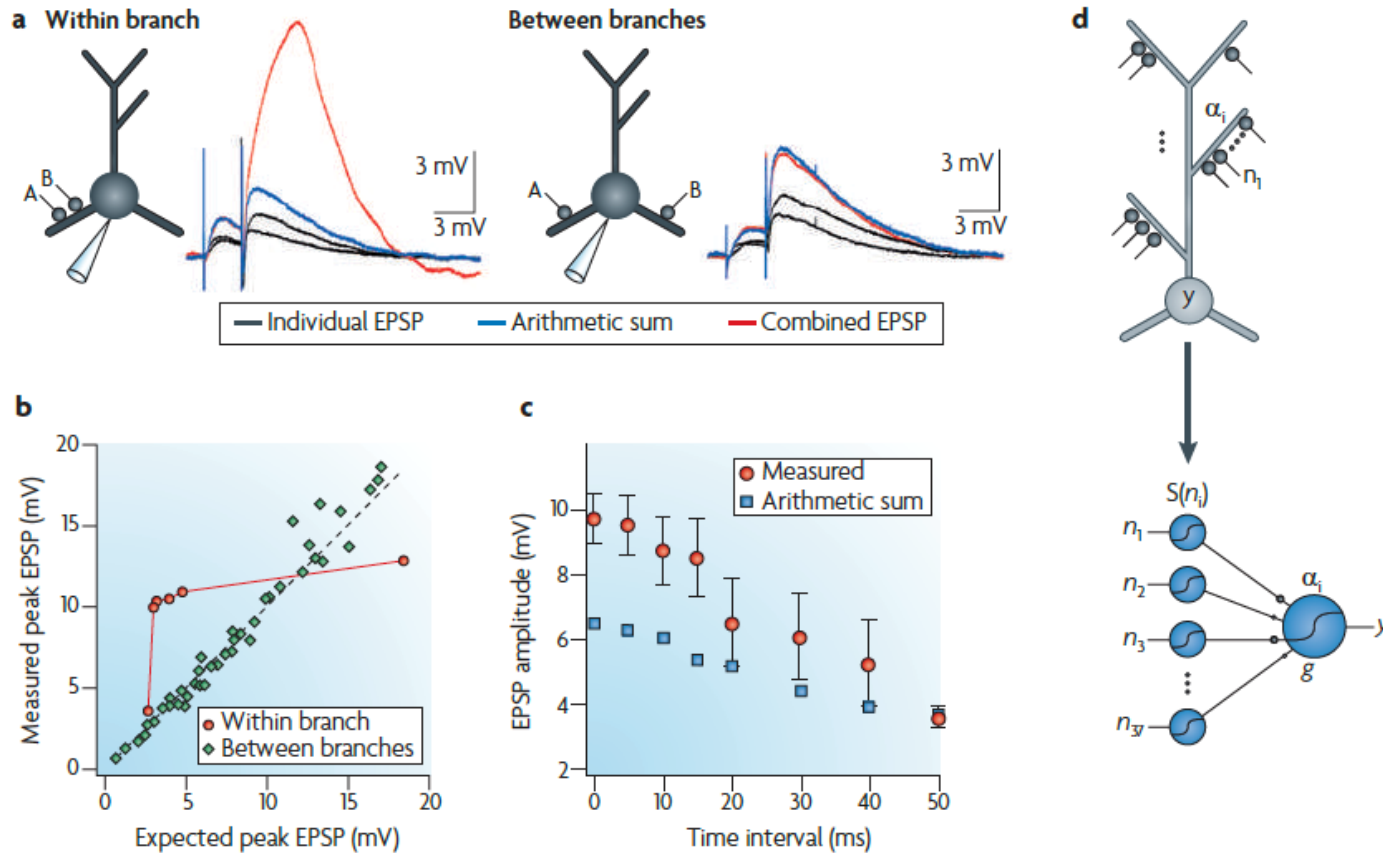 a Within branch
Between branches
d
A
B
3 mV
3 mV
A
B
3 mV
3 mV
Individual EPSP
Arithmetic sum
Combined EPSP
αi
n1
y
b
20
15
10
5
0
0 5 10 15 20
Measured peak EPSP (mV)
Expected peak EPSP (mV)
Within branch
Between branches
c
10
8
6
4
2
0 10 20 30 40 50
EPSP amplitude (mV)
Time interval (ms)
Measured
Arithmetic sum
S(ni)
n1
n2
n3
n37
αi
g
y